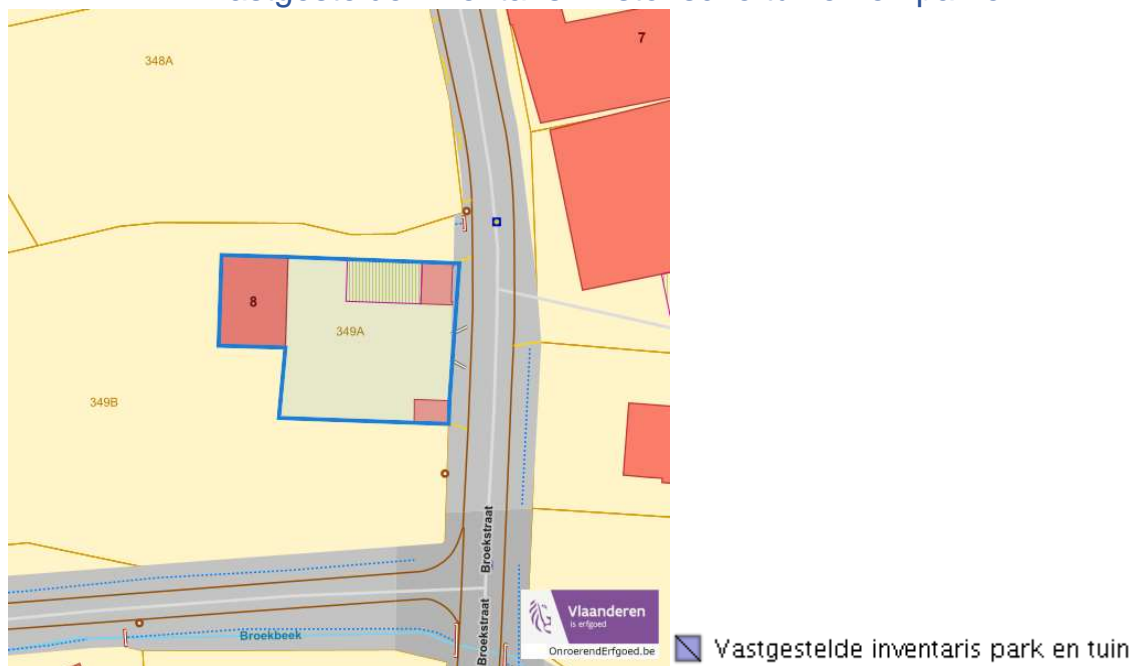 348A
7
8
349A
349B
Broekstraat
Broekstraat
Broekbeek
Vlaanderen
is erfgoed
OnroerendErfgoed.be
Vastgestelde inventaris park en tuin